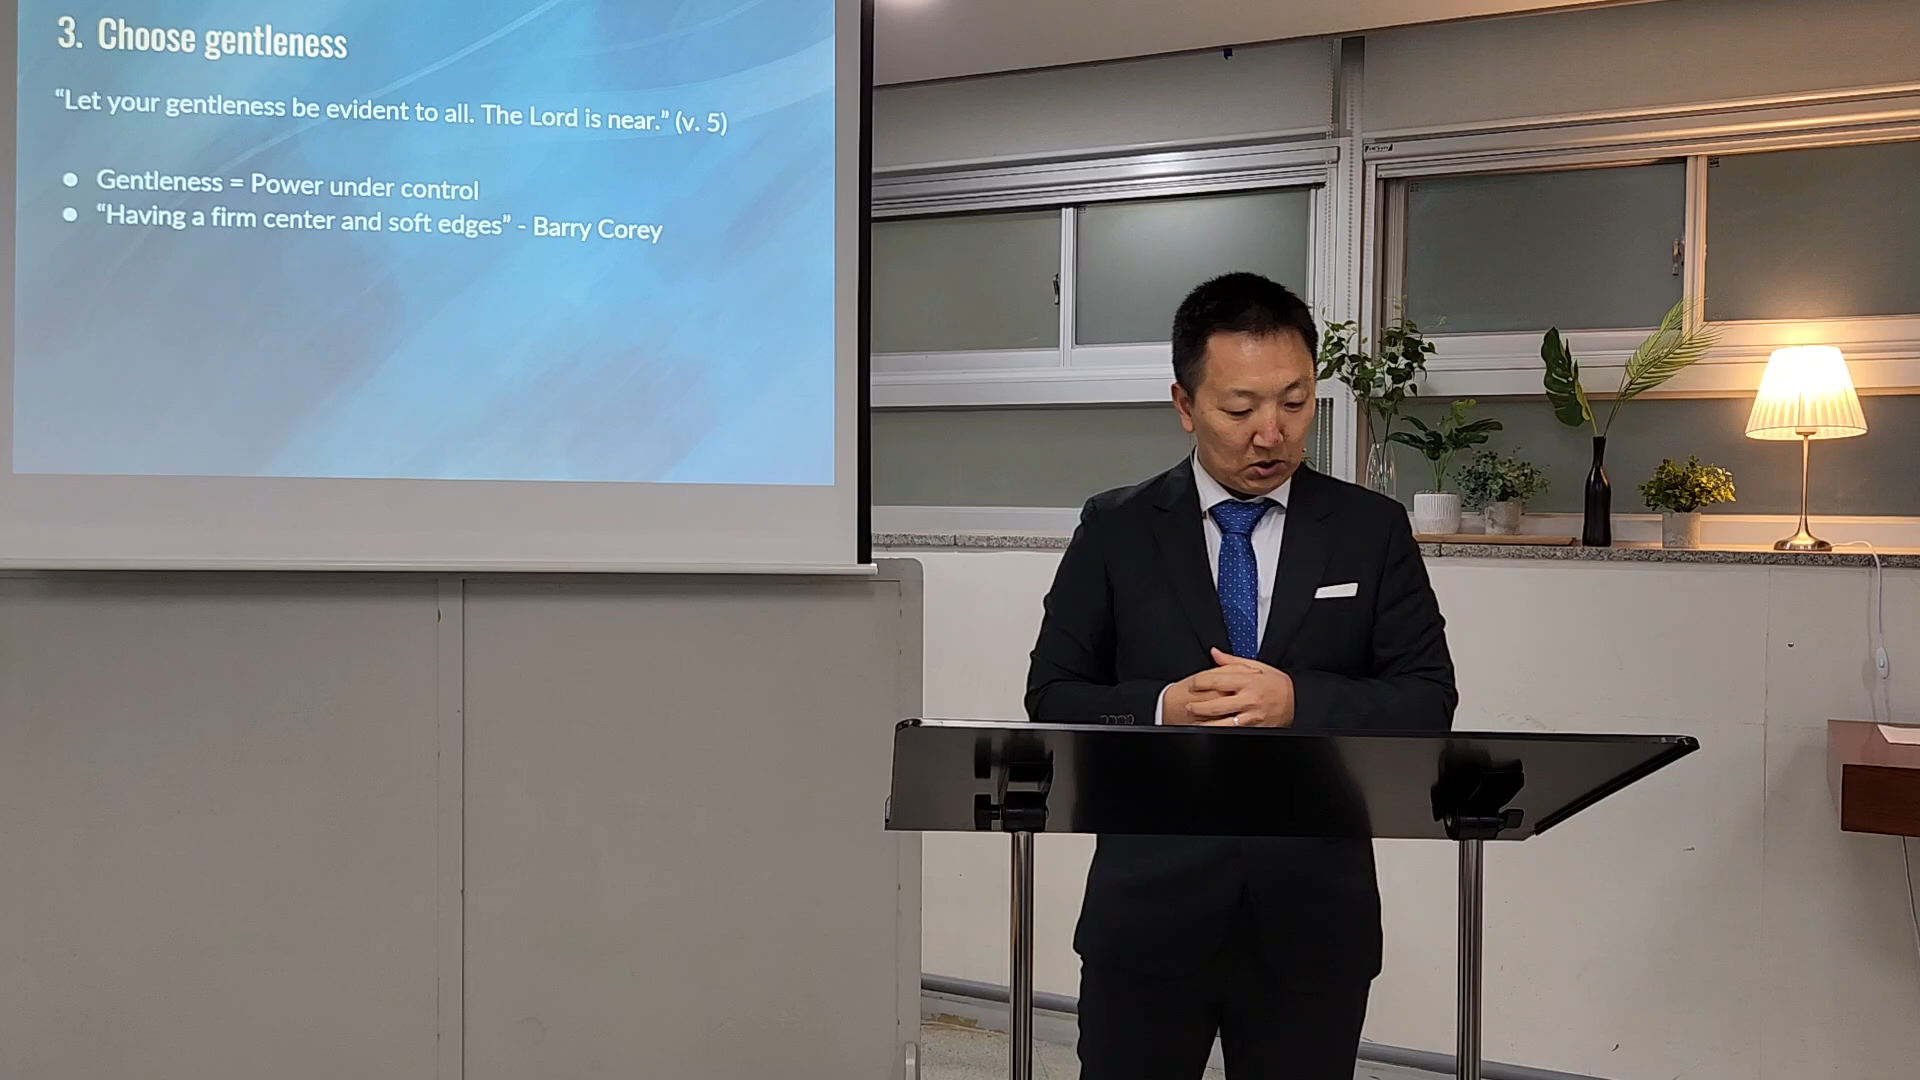 3. Choose gentleness
“Let your gentleness be evident to all. The Lord is near.” (v. 5)
● Gentleness = Power under control
● “Having a firm center and soft edges” - Barry Corey